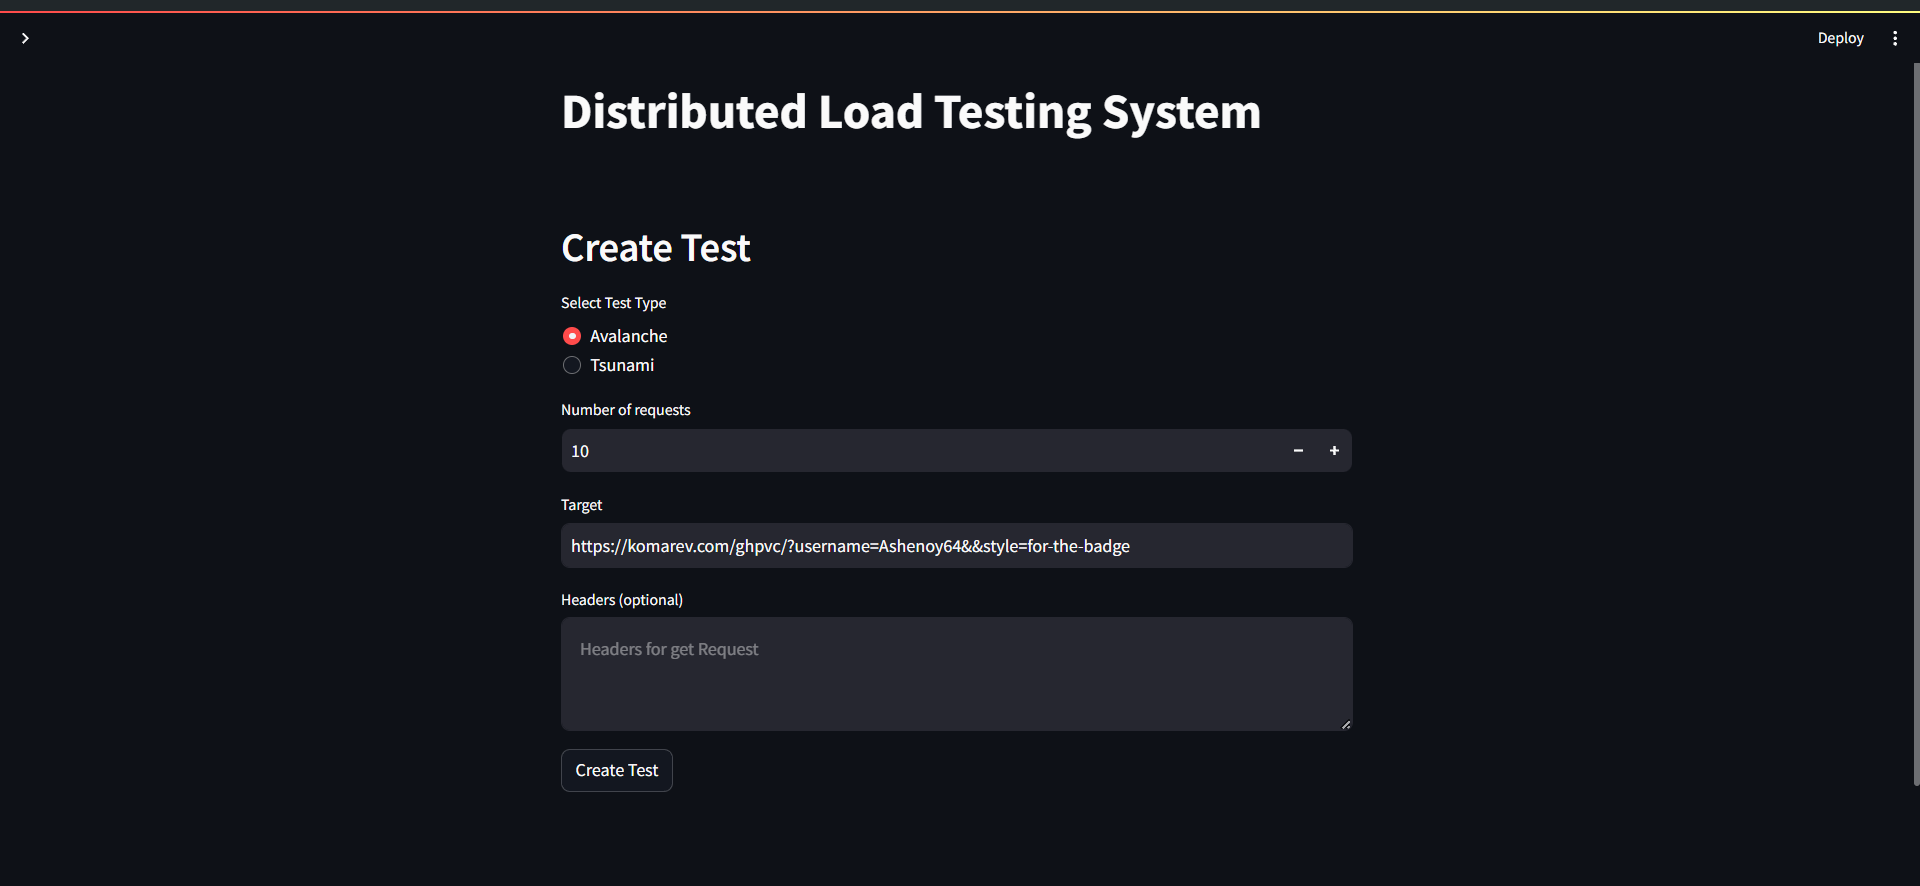 Deploy
Distributed Load Testing System
Create Test
Select Test Type
Avalanche
Tsunami
Number of requests
10
Target
https://komarev.com/ghpvc/?username=Ashenoy64&&style=for-the-badge
Headers (optional)
Headers for get Request
Create Test